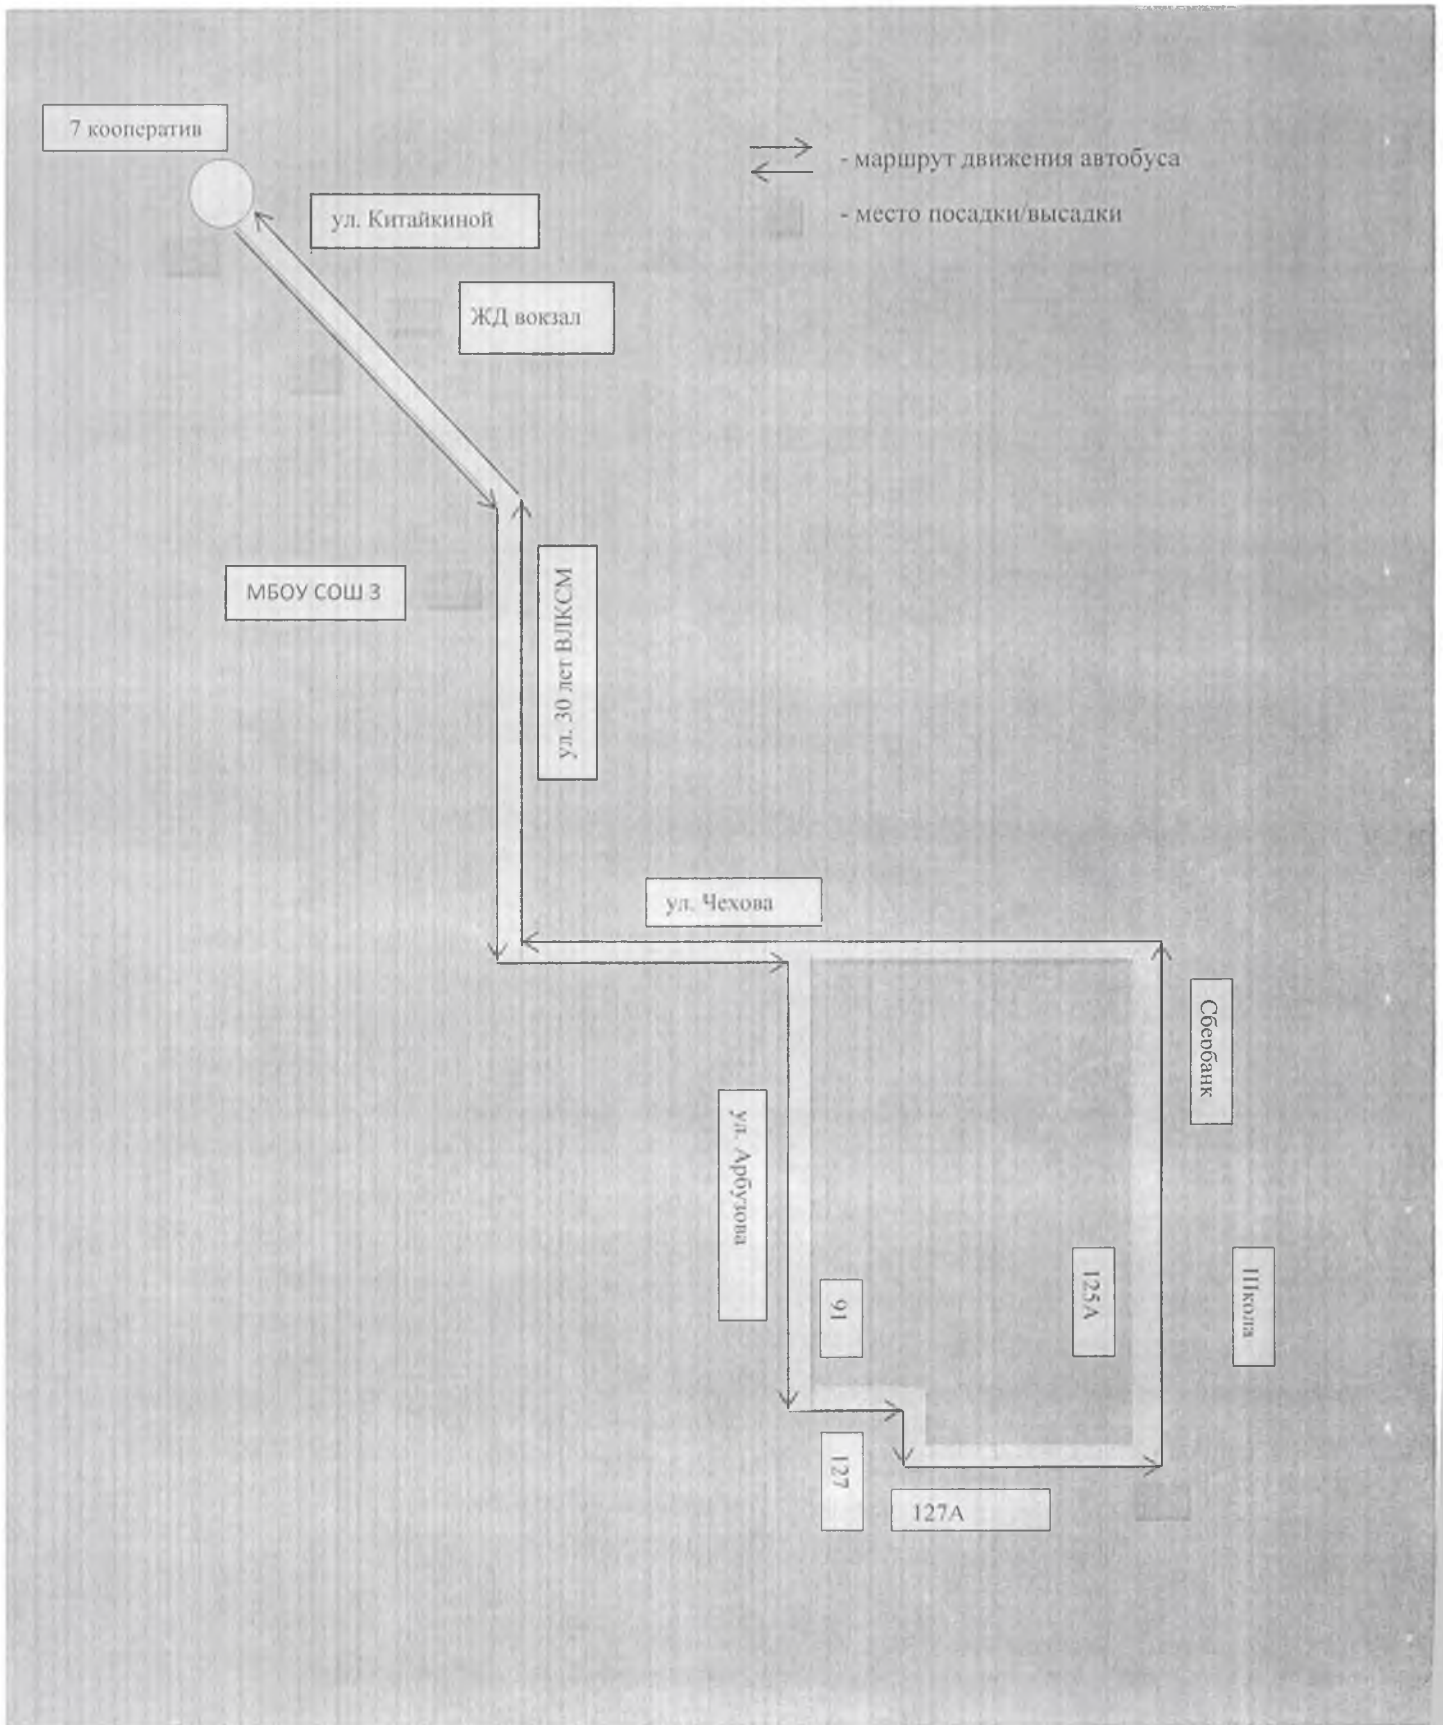 7 кооператив
- маршрут движения автобуса
ул. Китайкиной
- место посадки/высадки
ЖД вокзал
МБОУ СОШ 3
ул. 30 лет ВЛКСМ
ул. Чехова
Сбербанк
ул. Арбузова
91
125А
Школа
127
127А